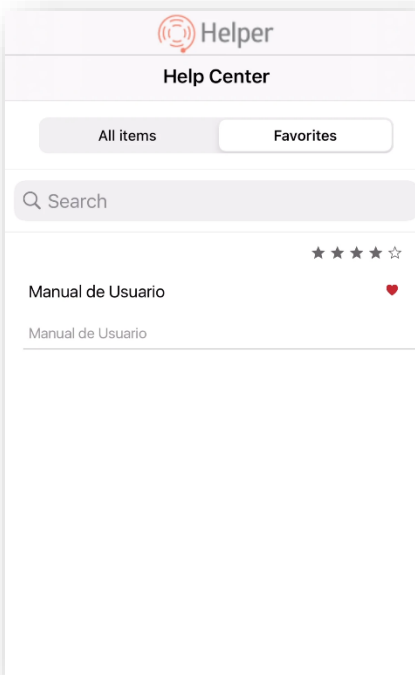 Helper
Help Center
All items Favorites
Search
Manual de Usuario
Manual de Usuario